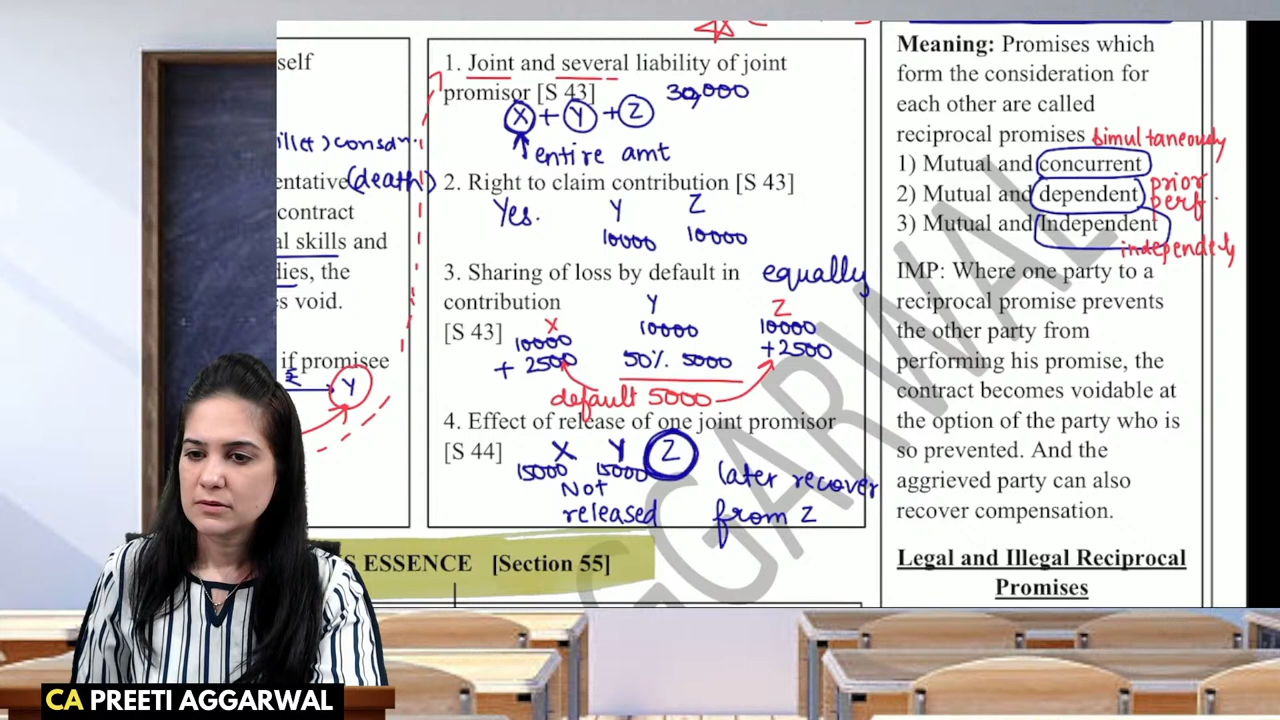 self
illet) consdn.
entative (death)
contract
al skills and
lies, the
s void.
if promisee
Y
1. Joint and several liability of joint
promisor [S 43] 30,000
X + Y + Z
entire amt
2. Right to claim contribution [S 43]
Yes. Y Z
10000 10000
3. Sharing of loss by default in equally
contribution Y Z
[S 43] X
10000 10000 10000
+ 2500 50% 5000 +2500
default 5000
4. Effect of release of one joint promisor
[S 44] X Y Z
15000 15000 later recover
Not
released from Z
S ESSENCE [Section 55]
Meaning: Promises which
form the consideration for
each other are called
reciprocal promises simultaneously
1) Mutual and concurrent
2) Mutual and dependent prior perf.
3) Mutual and Independent
independely
IMP: Where one party to a
reciprocal promise prevents
the other party from
performing his promise, the
contract becomes voidable at
the option of the party who is
so prevented. And the
aggrieved party can also
recover compensation.
Legal and Illegal Reciprocal
Promises
GGARWAL
CA PREETI AGGARWAL